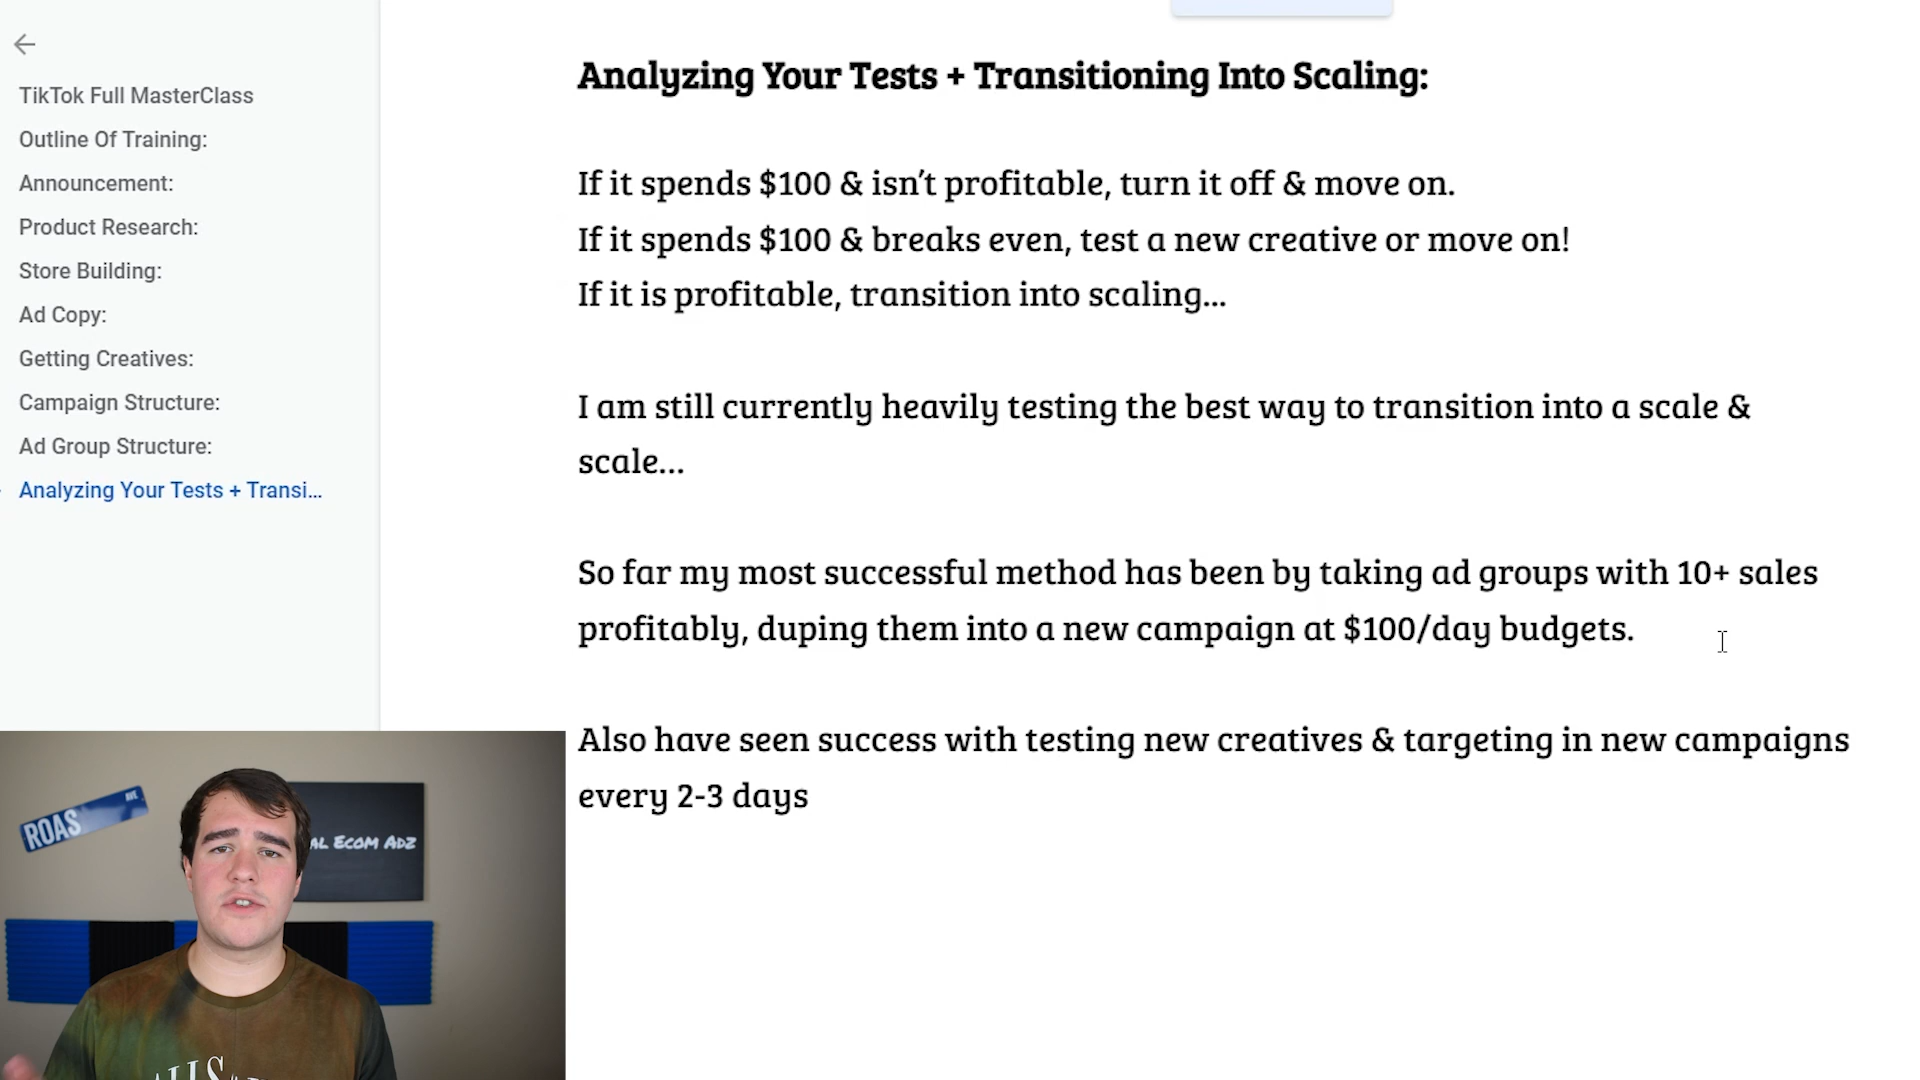 TikTok Full MasterClass
Outline Of Training:
Announcement:
Product Research:
Store Building:
Ad Copy:
Getting Creatives:
Campaign Structure:
Ad Group Structure:
Analyzing Your Tests + Transi...
Analyzing Your Tests + Transitioning Into Scaling:
If it spends $100 & isn't profitable, turn it off & move on.
If it spends $100 & breaks even, test a new creative or move on!
If it is profitable, transition into scaling...
I am still currently heavily testing the best way to transition into a scale &
scale...
So far my most successful method has been by taking ad groups with 10+ sales
profitably, duping them into a new campaign at $100/day budgets.
Also have seen success with testing new creatives & targeting in new campaigns
every 2-3 days
ROAS AVE
AL ECOM ADZ